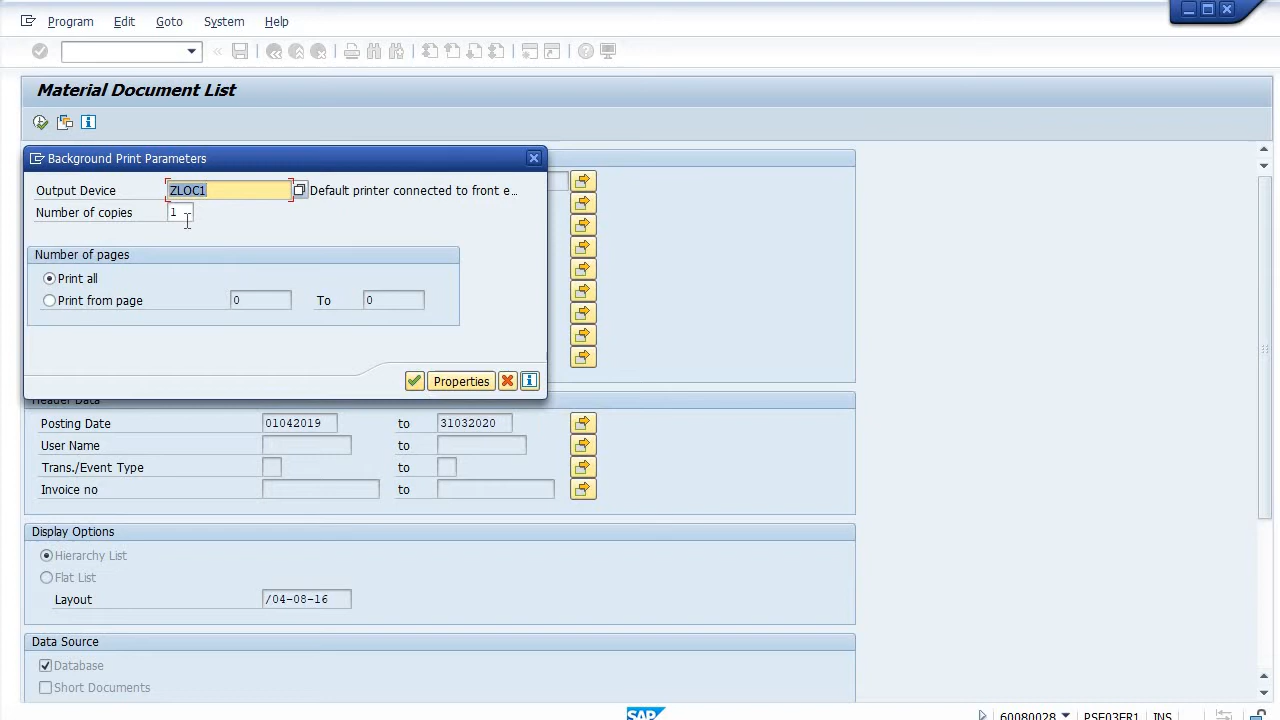 Program Edit Goto System Help
Material Document List
Background Print Parameters
Output Device ZLOC1 Default printer connected to front e...
Number of copies 1
Number of pages
Print all
Print from page 0 To 0
Properties
Header Data
Posting Date 01042019 to 31032020
User Name to
Trans./Event Type to
Invoice no to
Display Options
Hierarchy List
Flat List
Layout /04-08-16
Data Source
Database
Short Documents
SAP 60080028 PSE03ER1 INS